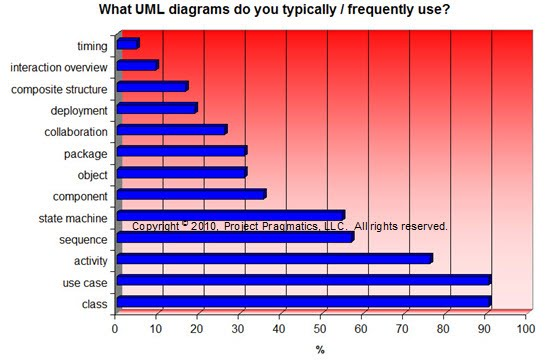 What UML diagrams do you typically / frequently use?
timing
interaction overview
composite structure
deployment
collaboration
package
object
component
state machine
Copyright © 2010, Project Pragmatics, LLC. All rights reserved.
sequence
activity
use case
class
0 10 20 30 40 50 60 70 80 90 100
%